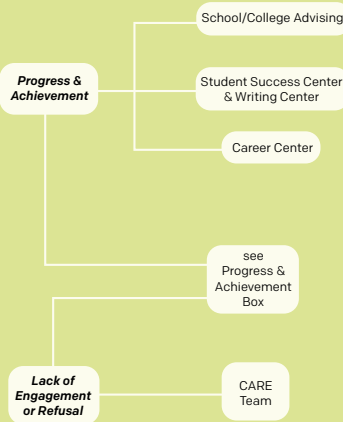 School/College Advising
Progress &
Achievement
Student Success Center
& Writing Center
Career Center
see
Progress &
Achievement
Box
Lack of
Engagement
or Refusal
CARE
Team